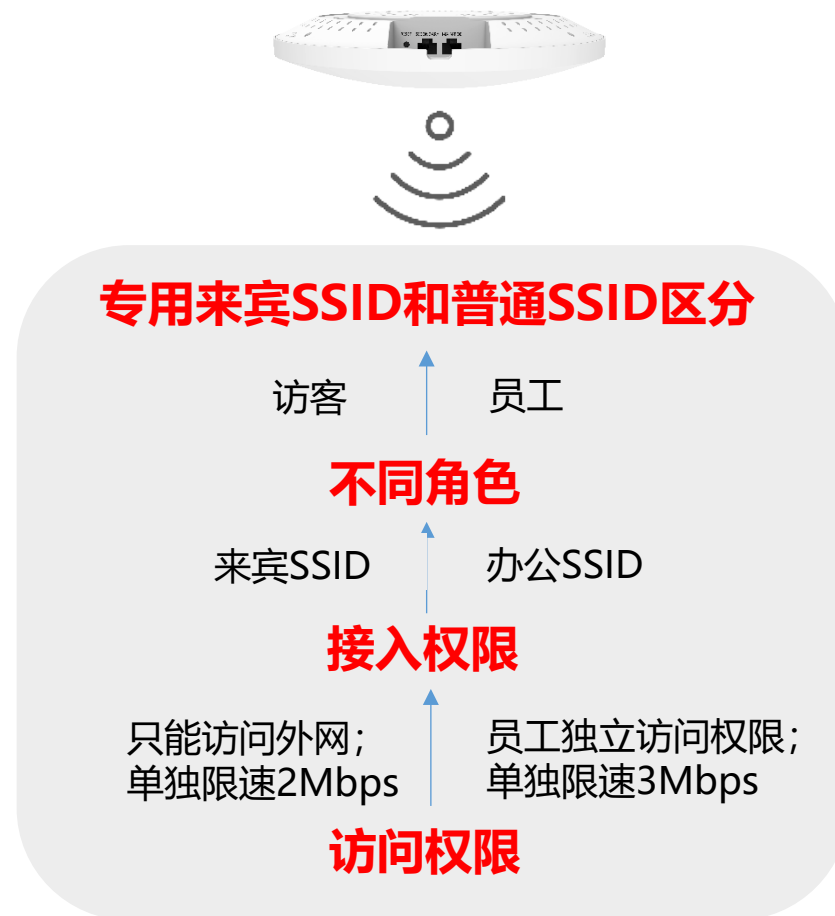 专用来宾SSID和普通SSID区分
访客
员工
不同角色
来宾SSID
办公SSID
接入权限
只能访问外网；
单独限速2Mbps
员工独立访问权限；
单独限速3Mbps
访问权限